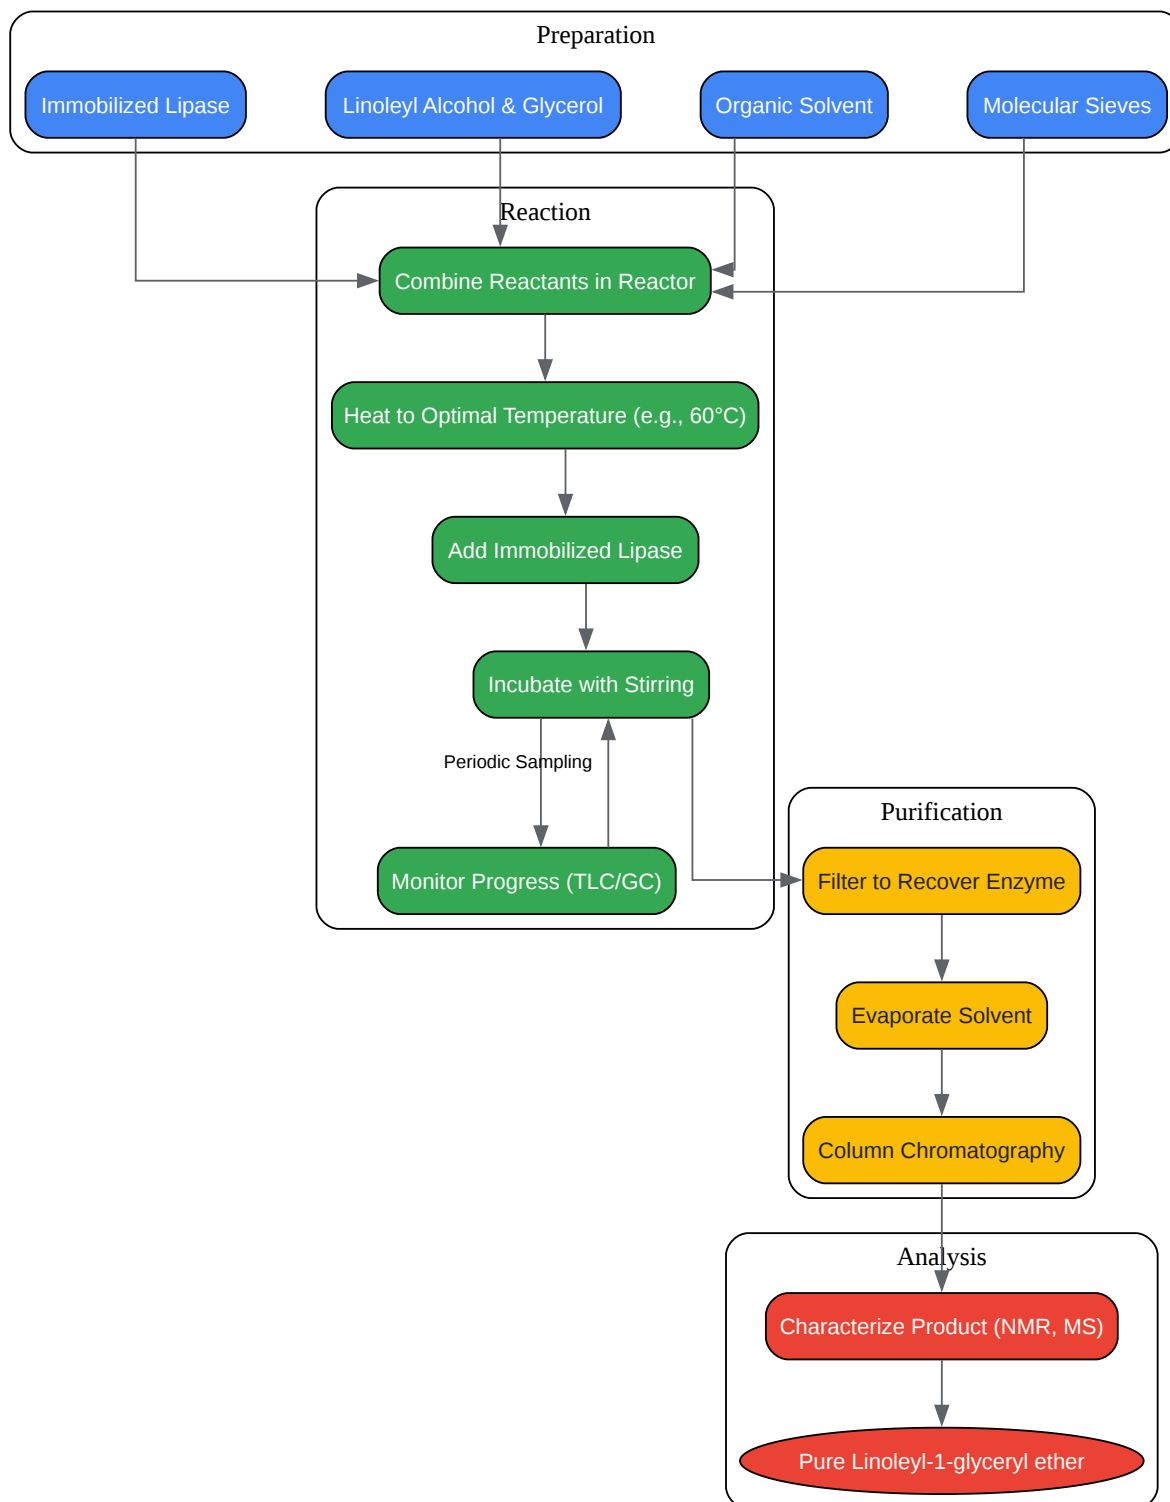 Preparation
Immobilized Lipase
Linoleyl Alcohol & Glycerol
Organic Solvent
Molecular Sieves
Reaction
Combine Reactants in Reactor
Heat to Optimal Temperature (e.g., 60°C)
Add Immobilized Lipase
Incubate with Stirring
Periodic Sampling
Monitor Progress (TLC/GC)
Purification
Filter to Recover Enzyme
Evaporate Solvent
Column Chromatography
Analysis
Characterize Product (NMR, MS)
Pure Linoleyl-1-glyceryl ether